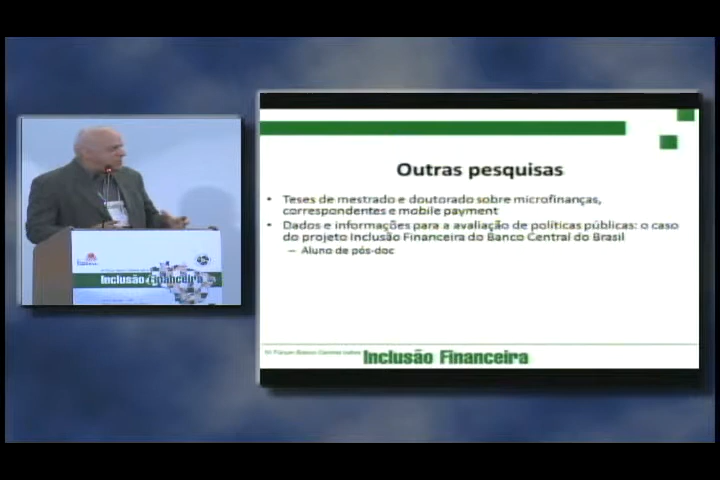 Outras pesquisas
• Teses de mestrado e doutorado sobre microfinanças,
correspondentes e mobile payment
• Dados e informações para a avaliação de políticas públicas: o caso
do projeto Inclusão Financeira do Banco Central do Brasil
– Aluno de pós-doc
Inclusão Financeira
Inclusão Financeira